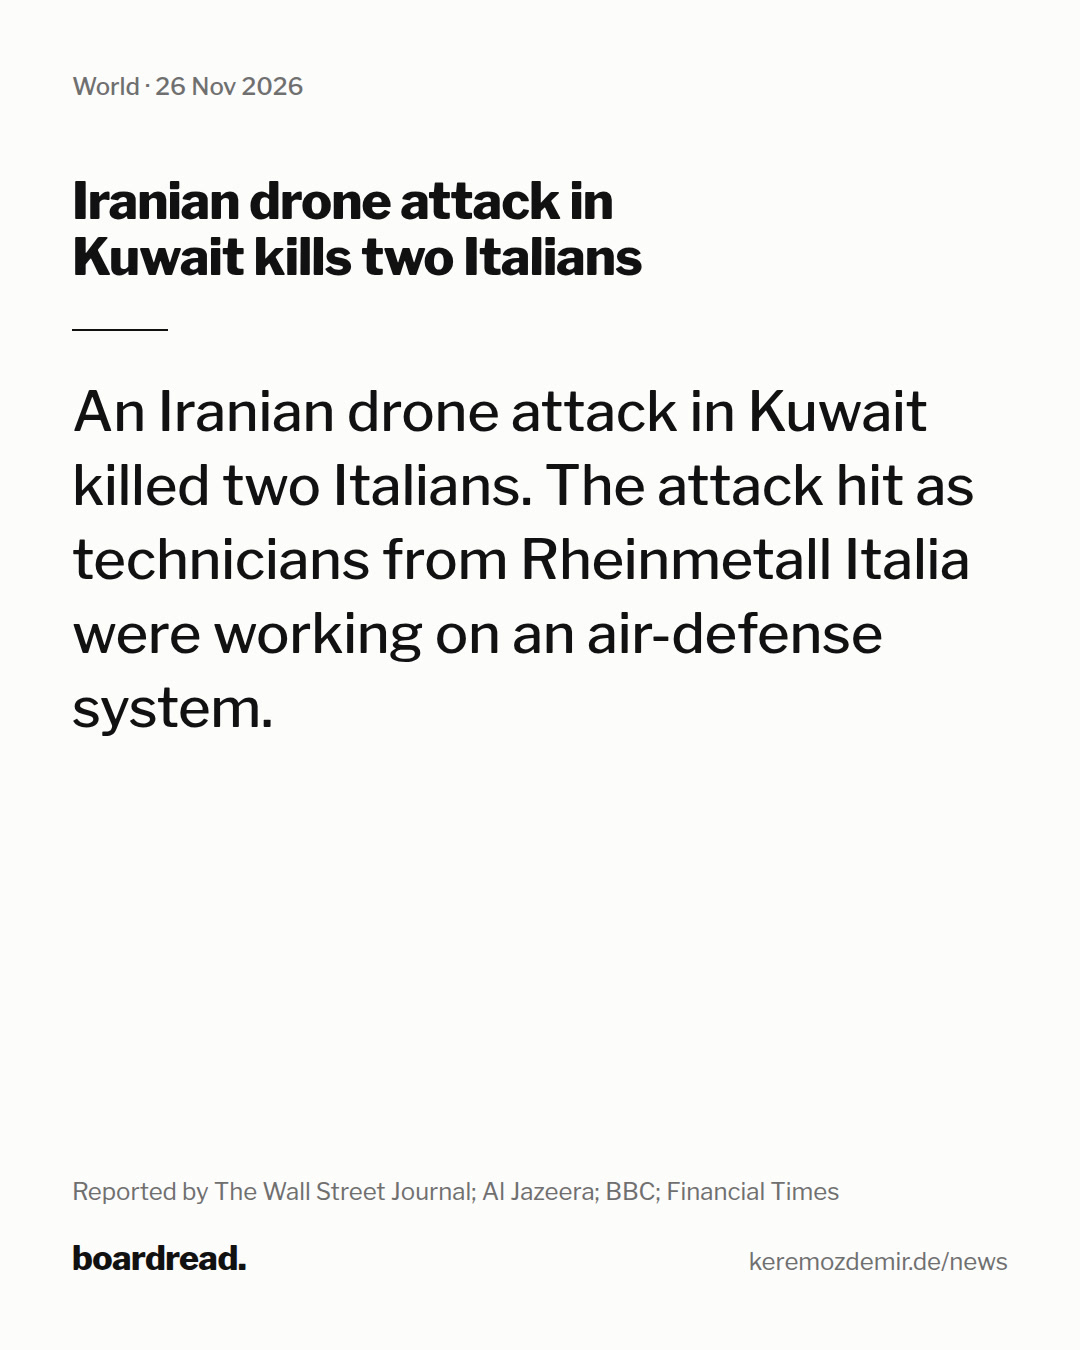 World · 26 Nov 2026
Iranian drone attack in
Kuwait kills two Italians
An Iranian drone attack in Kuwait
killed two Italians. The attack hit as
technicians from Rheinmetall Italia
were working on an air-defense
system.
Reported by The Wall Street Journal; Al Jazeera; BBC; Financial Times
boardread.
keremozdemir.de/news